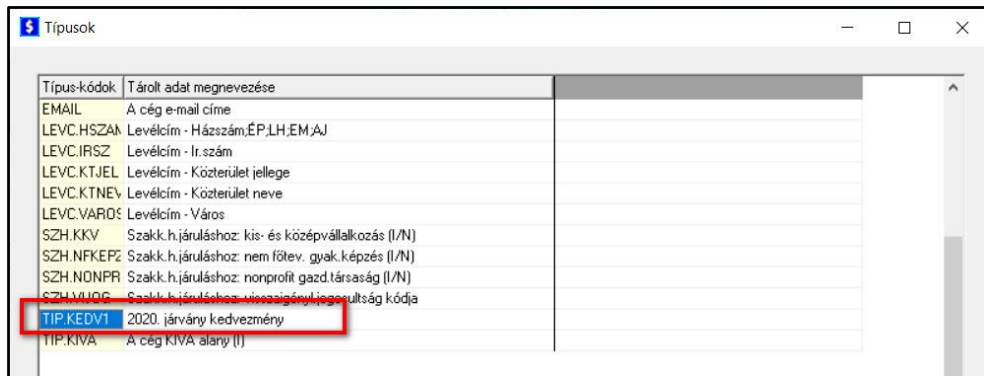 Típusok
Típus-kódok Tárolt adat megnevezése
EMAIL A cég e-mail címe
LEVC.HSZAM Levélcím - Házszám;ÉP;LH;EM;AJ
LEVC.IRSZ Levélcím - Ir.szám
LEVC.KTJEL Levélcím - Közterület jellege
LEVC.KTNEV Levélcím - Közterület neve
LEVC.VAROS Levélcím - Város
SZH.KKV Szakk.h.járuláshoz: kis- és középvállalkozás (I/N)
SZH.NFKEPZ Szakk.h.járuláshoz: nem főtev. gyak.képzés (I/N)
SZH.NONPR Szakk.h.járuláshoz: nonprofit gazd.társaság (I/N)
SZH.VIJOG Szakk.h.járuláshoz: visszaigényl.jogosultság kódja
TIP.KEDV1 2020. járvány kedvezmény
TIP.KIVA A cég KIVA alany (I)